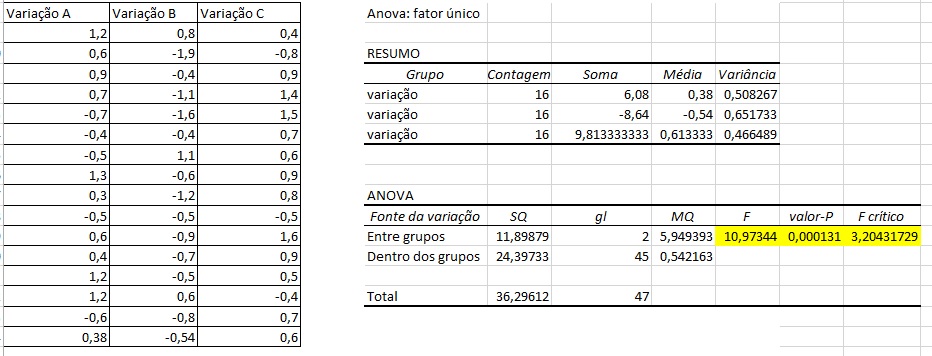 Variação A Variação B Variação C Anova: fator único
1,2 0,8 0,4
0,6 -1,9 -0,8 RESUMO
0,9 -0,4 0,9 Grupo Contagem Soma Média Variância
0,7 -1,1 1,4 variação 16 6,08 0,38 0,508267
-0,7 -1,6 1,5 variação 16 -8,64 -0,54 0,651733
-0,4 -0,4 0,7 variação 16 9,813333333 0,613333 0,466489
-0,5 1,1 0,6
1,3 -0,6 0,9
0,3 -1,2 0,8 ANOVA
-0,5 -0,5 -0,5 Fonte da variação SQ gl MQ F valor-P F crítico
0,6 -0,9 1,6 Entre grupos 11,89879 2 5,949393 10,97344 0,000131 3,20431729
0,4 -0,7 0,9 Dentro dos grupos 24,39733 45 0,542163
1,2 -0,5 0,5
1,2 0,6 -0,4 Total 36,29612 47
-0,6 -0,8 0,7
0,38 -0,54 0,6